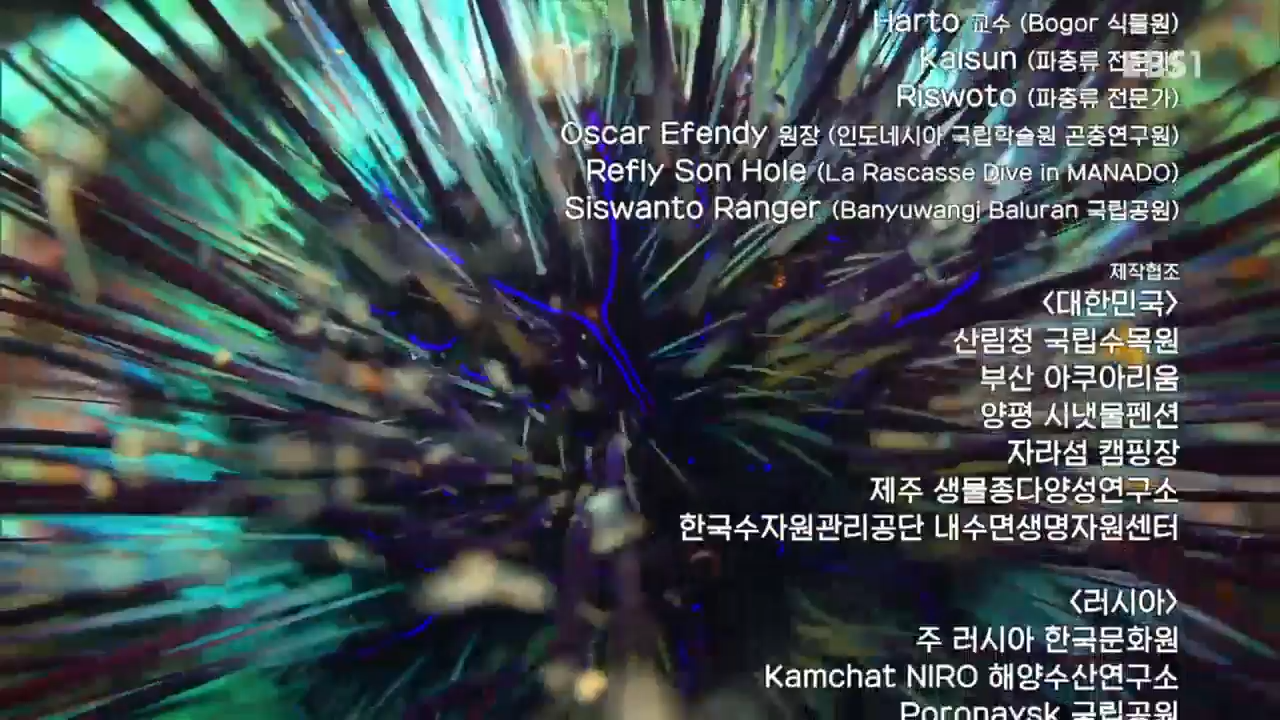 Harto 교수 (Bogor 식물원)
Kaisun (파충류 전문가)
EBS1
Riswoto (파충류 전문가)
Oscar Efendy 원장 (인도네시아 국립학술원 곤충연구원)
Refly Son Hole (La Rascasse Dive in MANADO)
Siswanto Ranger (Banyuwangi Baluran 국립공원)
제작협조
<대한민국>
산림청 국립수목원
부산 아쿠아리움
양평 시냇물펜션
자라섬 캠핑장
제주 생물종다양성연구소
한국수자원관리공단 내수면생명자원센터
<러시아>
주 러시아 한국문화원
Kamchat NIRO 해양수산연구소
Poronaysk 국립공원